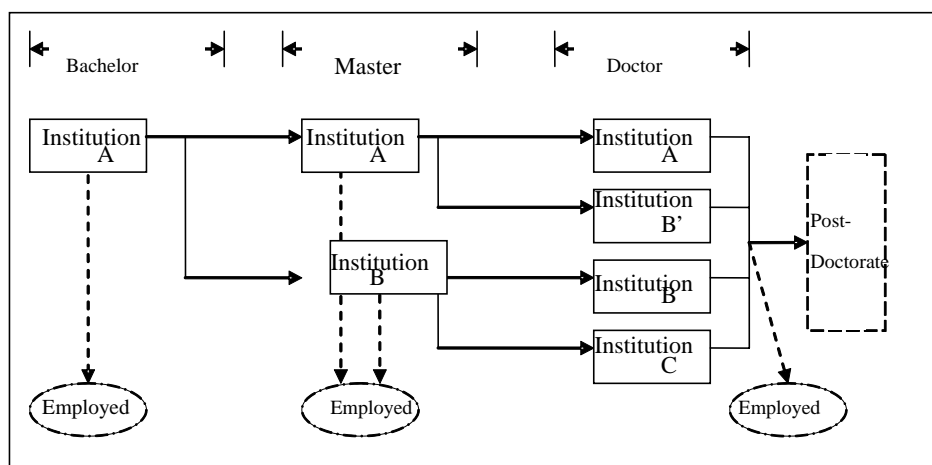 Bachelor
Master
Doctor
Institution
A
Institution
A
Institution
A
Institution
B’
Post-
Doctorate
Institution
B
Institution
B
Institution
C
Employed
Employed
Employed